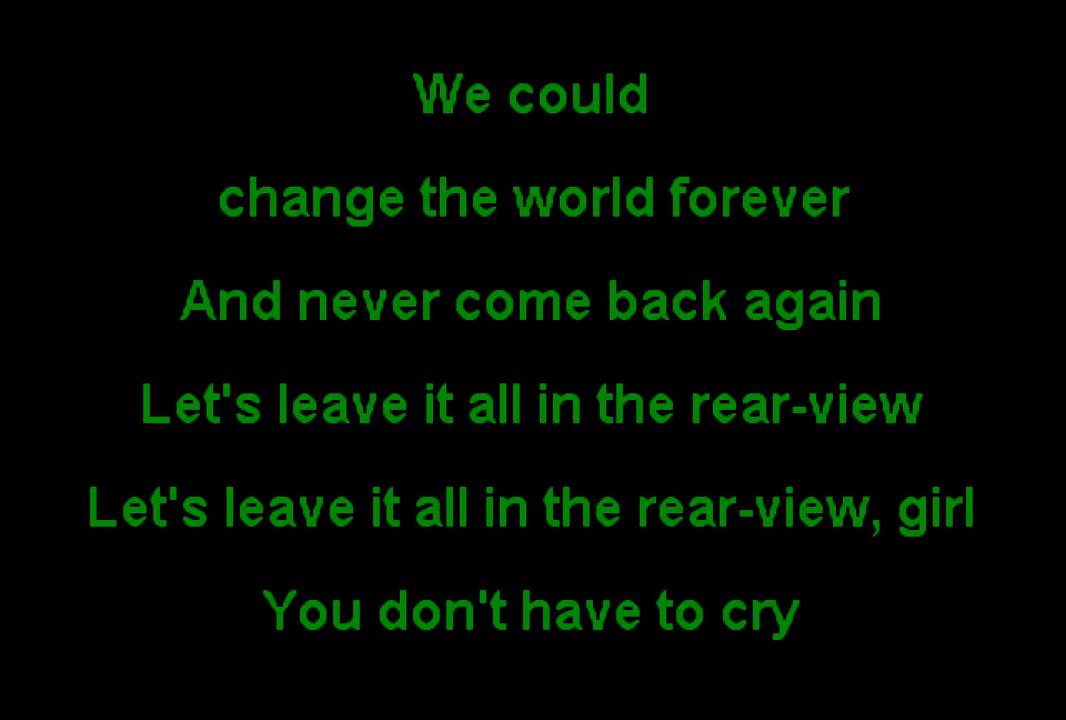 We could
change the world forever
And never come back again
Let's leave it all in the rear-view
Let's leave it all in the rear-view, girl
You don't have to cry